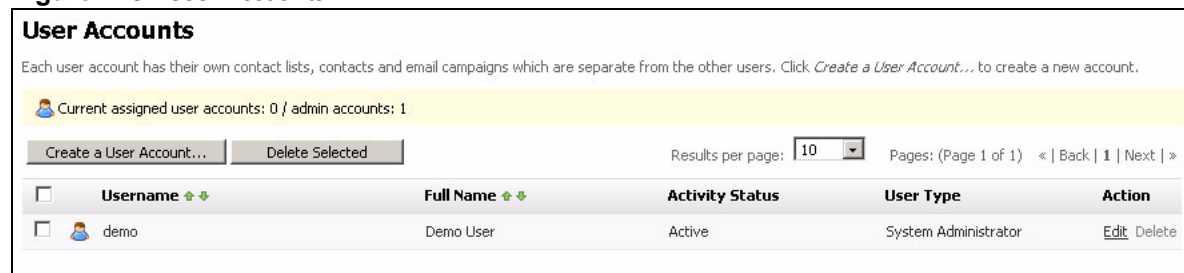 User Accounts
Each user account has their own contact lists, contacts and email campaigns which are separate from the other users. Click Create a User Account... to create a new account.
Current assigned user accounts: 0 / admin accounts: 1
Create a User Account... Delete Selected Results per page: 10 Pages: (Page 1 of 1) « | Back | 1 | Next | »
Username Full Name Activity Status User Type Action
demo Demo User Active System Administrator Edit Delete